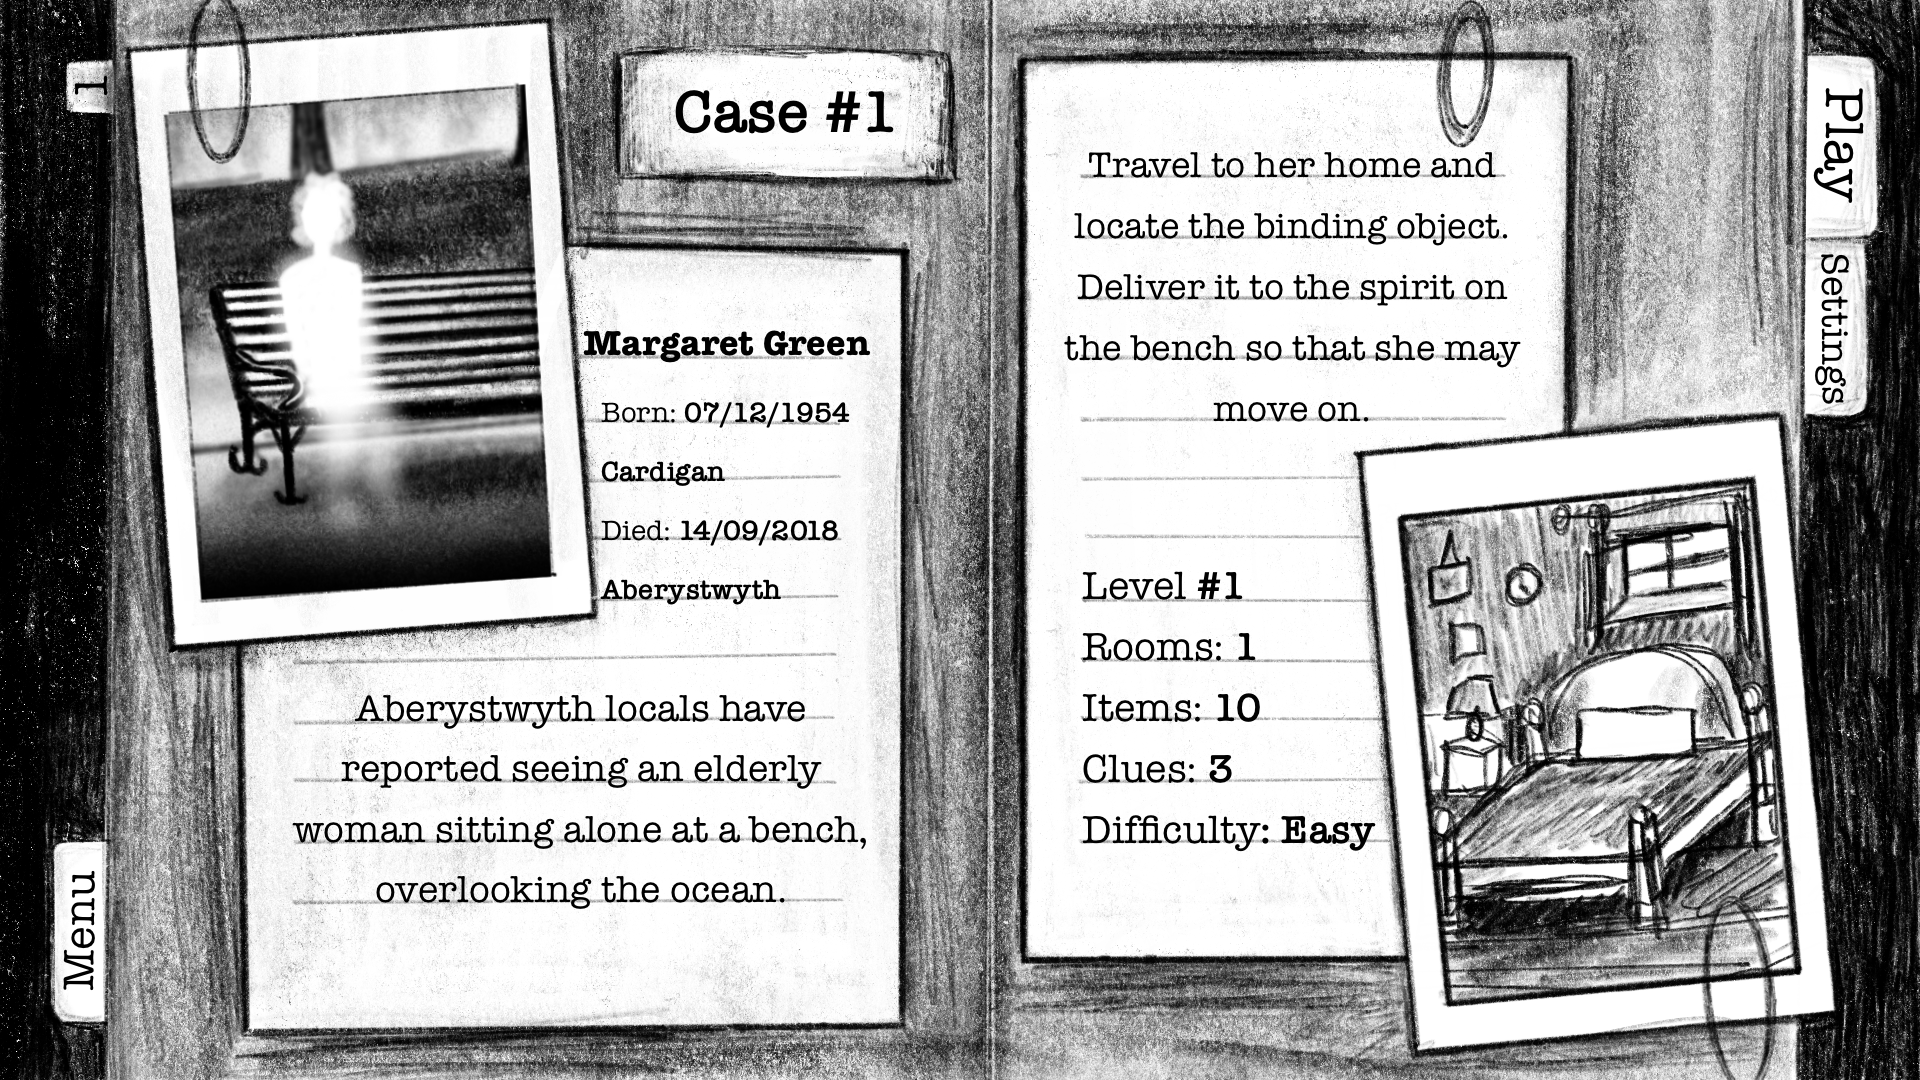 1
Case #1
Margaret Green
Born: 07/12/1954
Cardigan
Died: 14/09/2018
Aberystwyth
Aberystwyth locals have
reported seeing an elderly
woman sitting alone at a bench,
overlooking the ocean.
Menu
Travel to her home and
locate the binding object.
Deliver it to the spirit on
the bench so that she may
move on.
Level #1
Rooms: 1
Items: 10
Clues: 3
Difficulty: Easy
Play
Settings